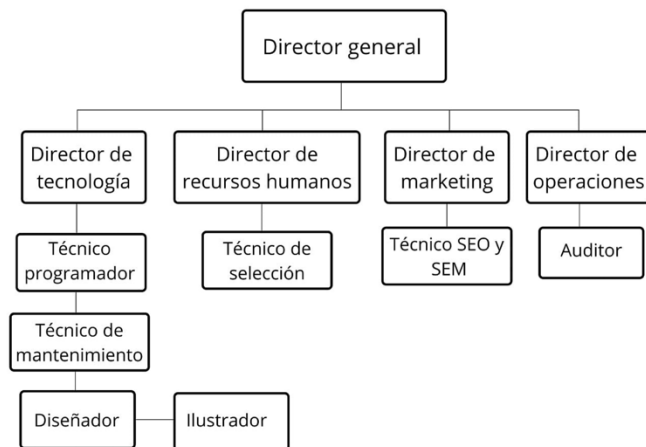 Director general
Director de
tecnología
Director de
recursos humanos
Director de
marketing
Director de
operaciones
Técnico
programador
Técnico de
selección
Técnico SEO y
SEM
Auditor
Técnico de
mantenimiento
Diseñador
Ilustrador